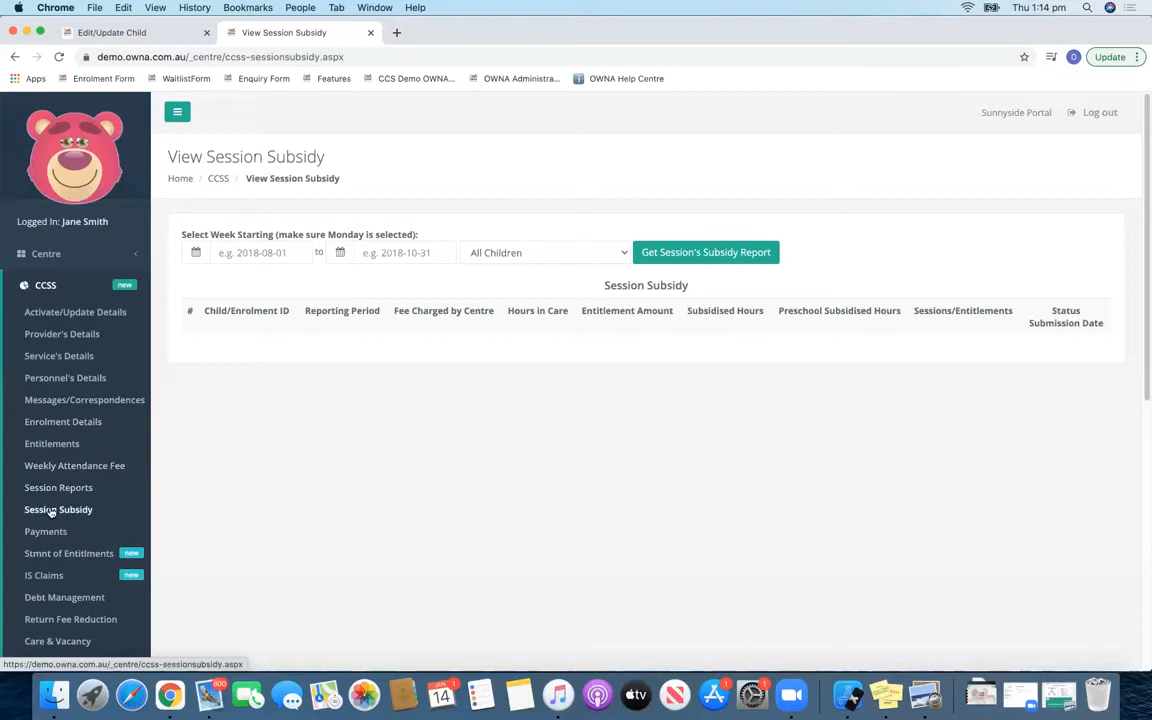 Chrome File Edit View History Bookmarks People Tab Window Help Thu 1:14 pm
Edit/Update Child View Session Subsidy
demo.owna.com.au/_centre/ccss-sessionsubsidy.aspx O Update
Apps Enrolment Form WaitlistForm Enquiry Form Features CCS Demo OWNA... OWNA Administra... OWNA Help Centre
Sunnyside Portal Log out
View Session Subsidy
Home / CCSS / View Session Subsidy
Logged In: Jane Smith
Centre
CCSS new
Activate/Update Details
Provider's Details
Service's Details
Personnel's Details
Messages/Correspondences
Enrolment Details
Entitlements
Weekly Attendance Fee
Session Reports
Session Subsidy
Payments
Stmnt of Entitlments new
IS Claims new
Debt Management
Return Fee Reduction
Care & Vacancy
Select Week Starting (make sure Monday is selected):
e.g. 2018-08-01 to e.g. 2018-10-31 All Children Get Session's Subsidy Report
Session Subsidy
# Child/Enrolment ID Reporting Period Fee Charged by Centre Hours in Care Entitlement Amount Subsidised Hours Preschool Subsidised Hours Sessions/Entitlements Status
Submission Date
https://demo.owna.com.au/_centre/ccss-sessionsubsidy.aspx
800 JAN 14 1 tv 1 1